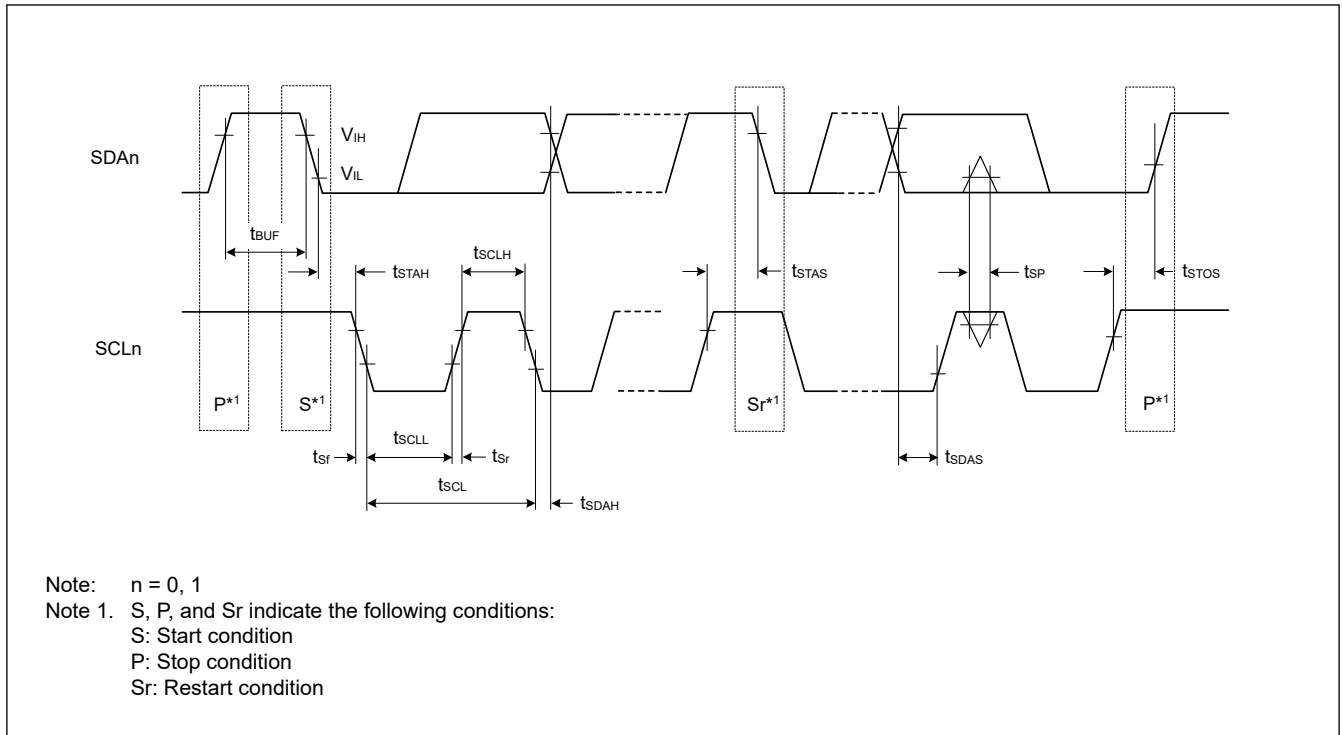 SDAn
VIH
VIL
tBUF
tSTAH
tSCLH
tSTAS
tSP
tSTOS
SCLn
P*1
S*1
Sr*1
P*1
tSf
tSCLL
tSr
tSCL
tSDAH
tSDAS
Note: n = 0, 1
Note 1. S, P, and Sr indicate the following conditions:
S: Start condition
P: Stop condition
Sr: Restart condition